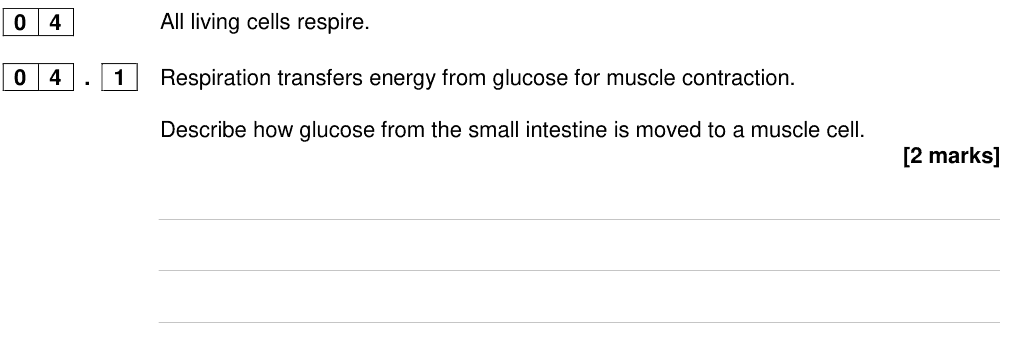 0 4 All living cells respire.
0 4 . 1 Respiration transfers energy from glucose for muscle contraction.
Describe how glucose from the small intestine is moved to a muscle cell.
[2 marks]